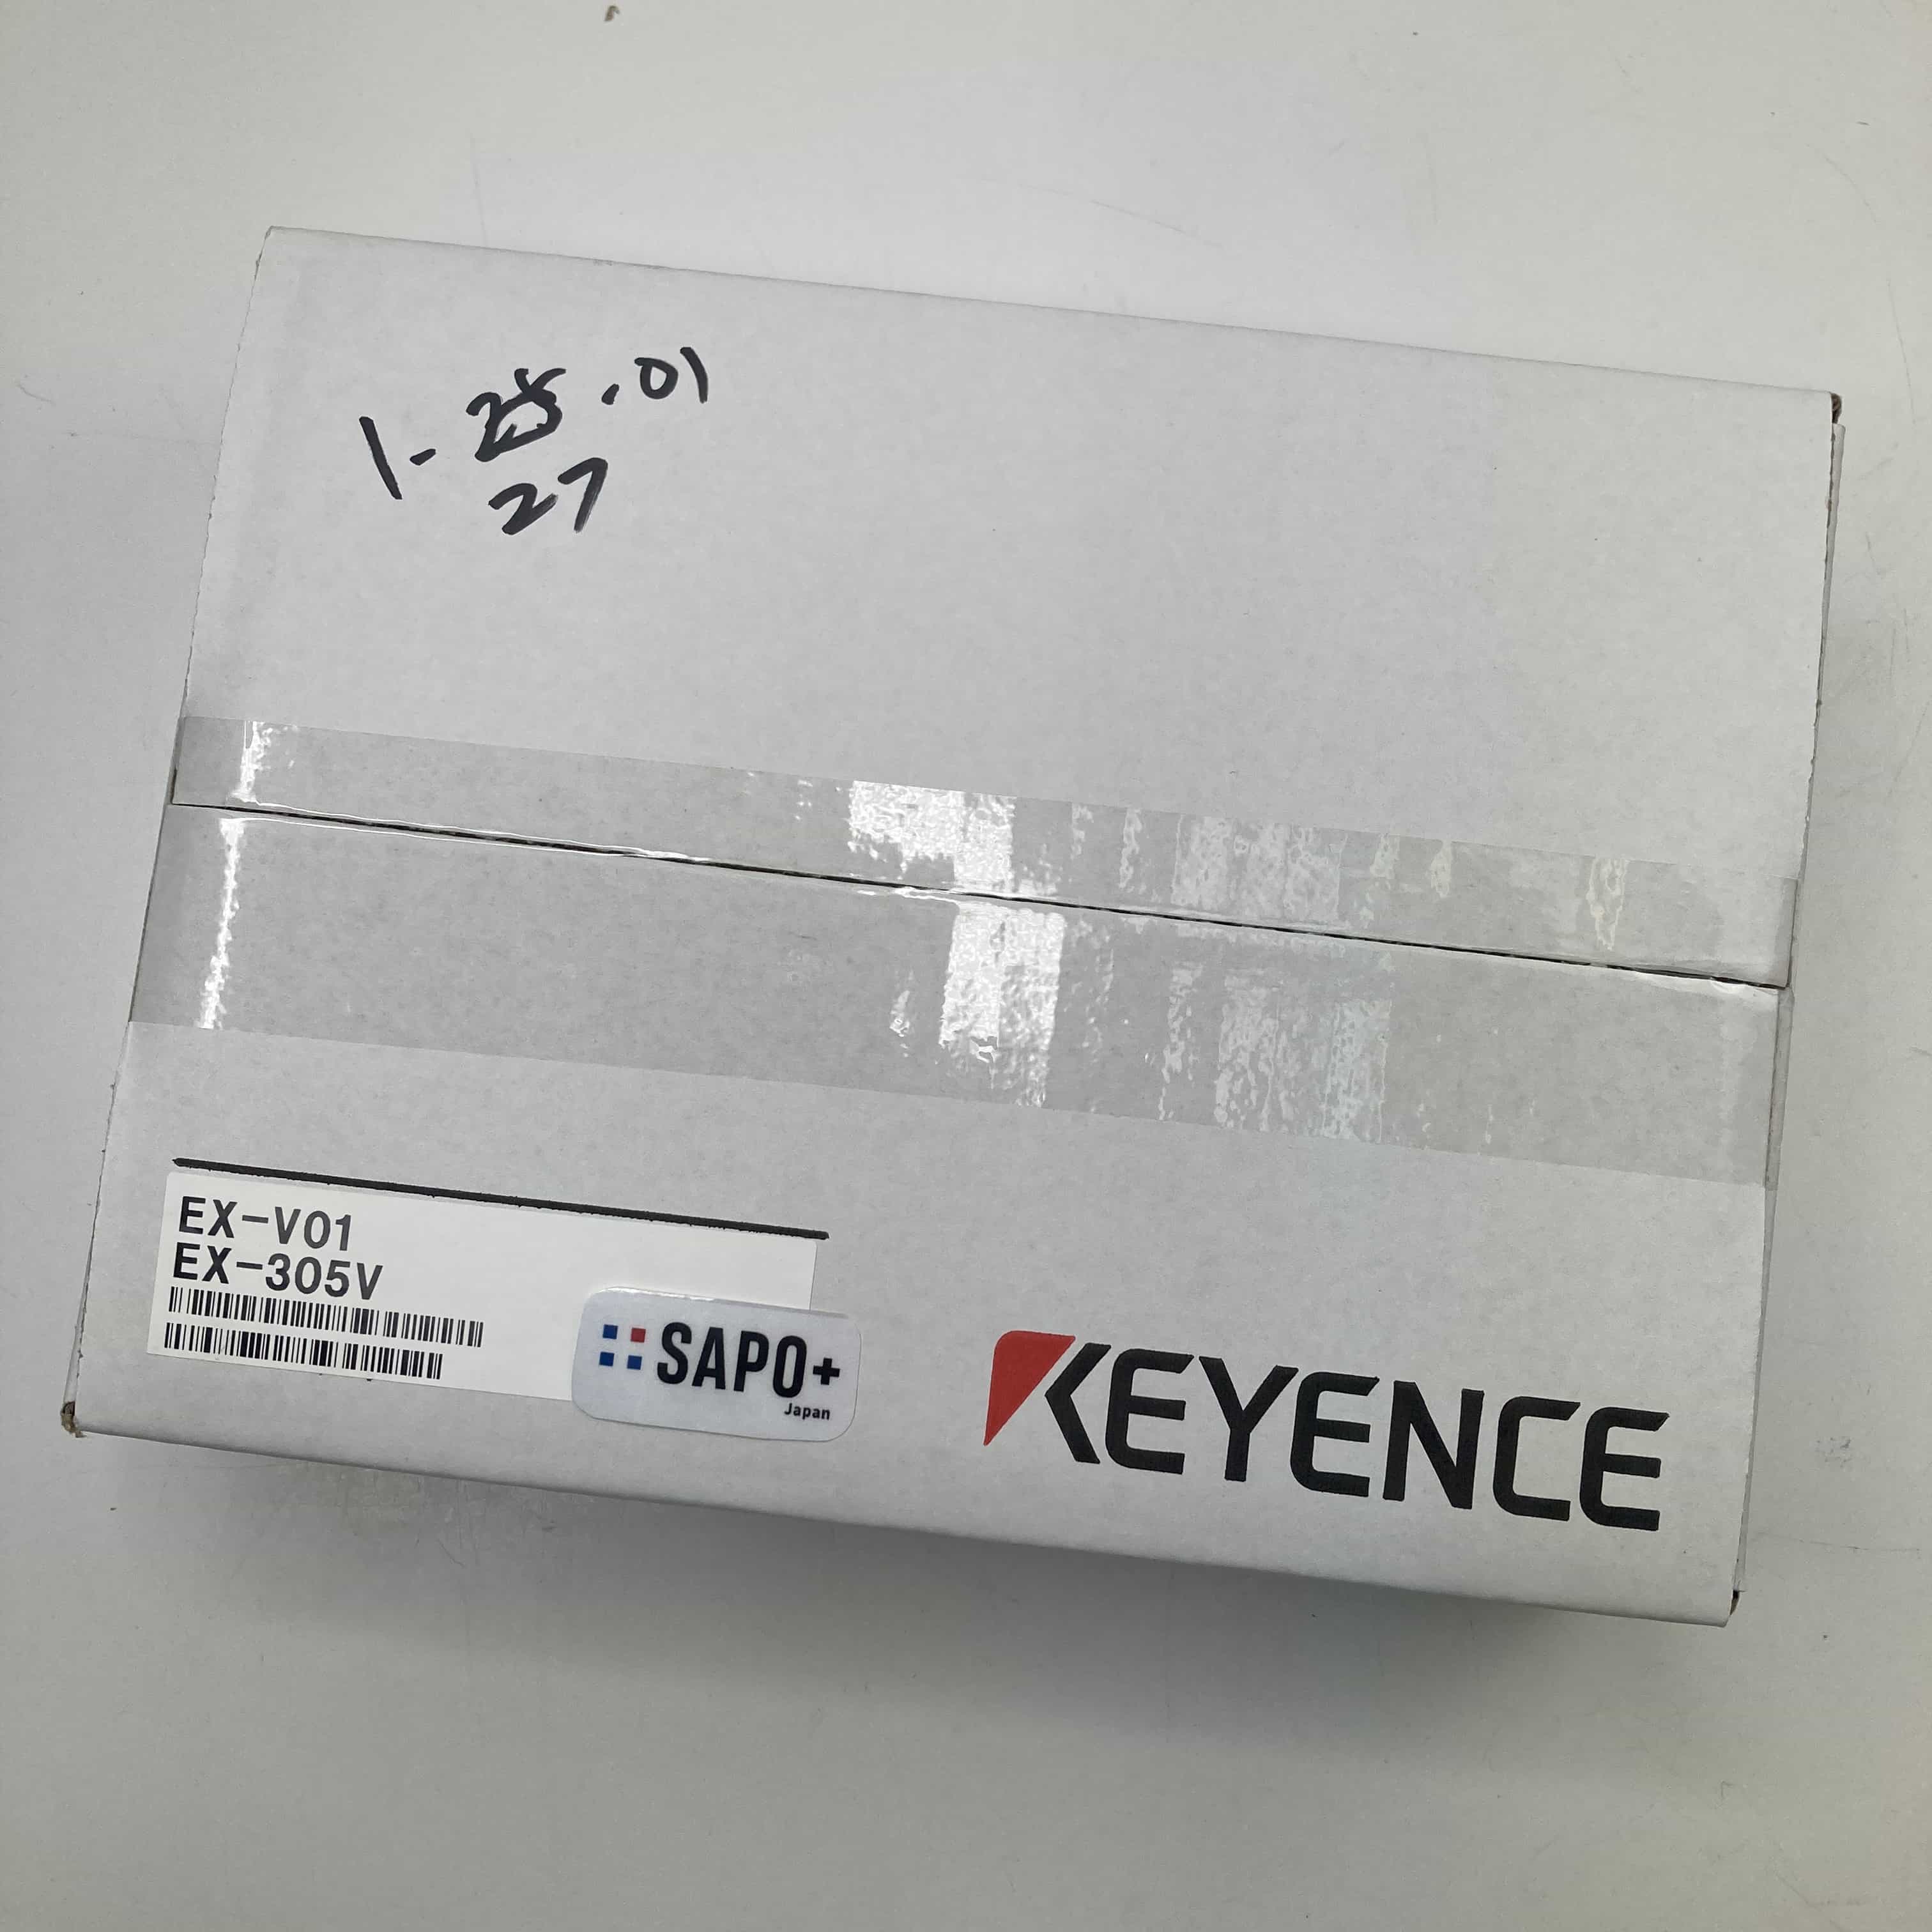 1-25.01
27
EX-V01
EX-305V
SAPO+
Japan
KEYENCE